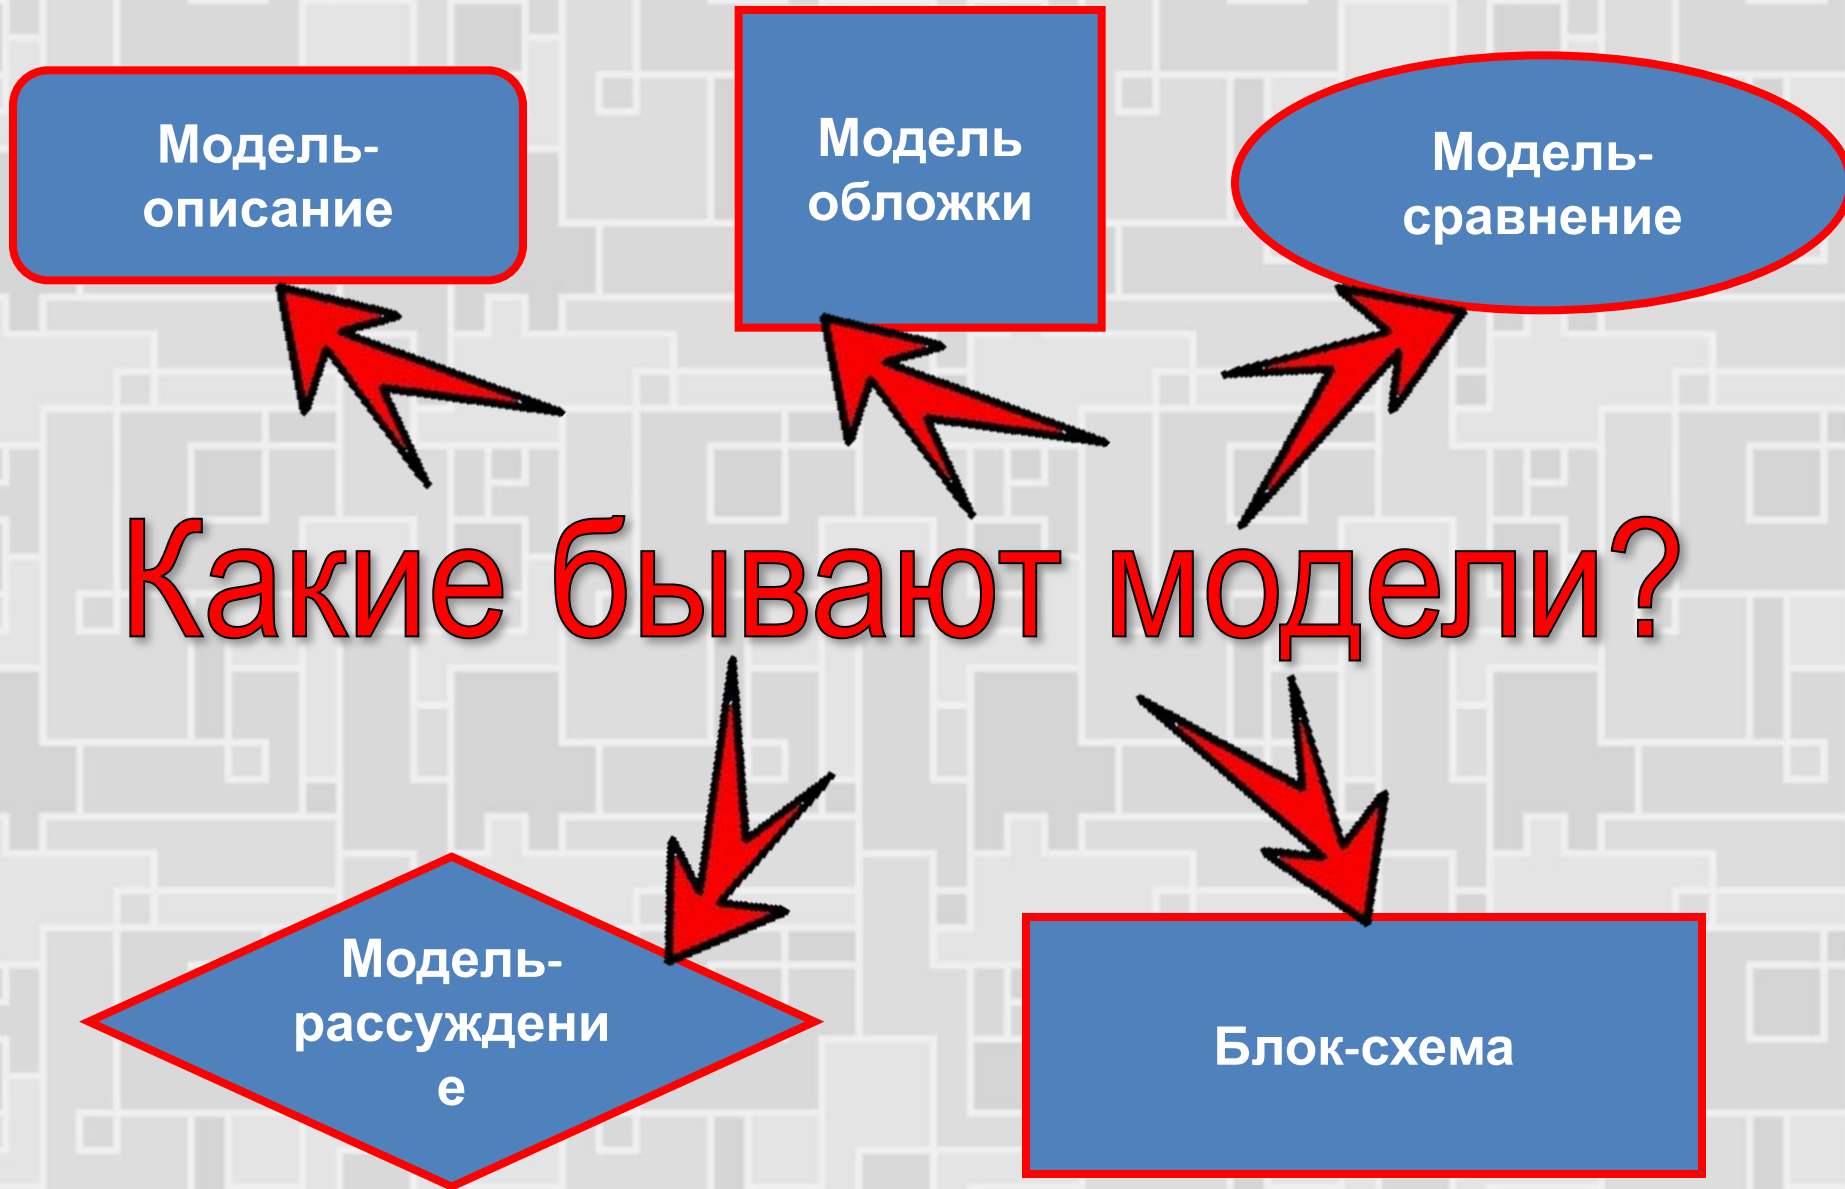 Модель-
описание
Модель
обложки
Модель-
сравнение
Какие бывают модели?
Модель-
рассуждени
е
Блок-схема